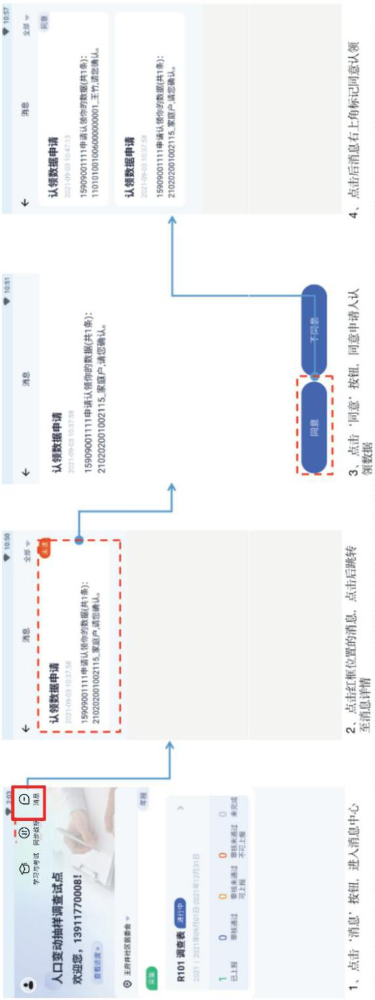 2:03
学习与考试
同步数据
消息
人口变动抽样调查试点
欢迎您，13911770008!
查看进度 >
王府井社区居委会
采集
年报
R101 调查表 进行中
2021 | 2021年09月01日-2021年12月31日
1 0 0 0 0
已上报 审核通过 审核未通过 审核未通过 未完成
可上报 不可上报
1、点击‘消息’按钮，进入消息中心
10:50
消息
全部
未读
认领数据申请
2021-09-03 10:37:58
15909001111申请认领你的数据(共1条):
210202001002115_家庭户,请您确认。
2、点击红框位置的消息，点击后跳转
至消息详情
10:51
消息
认领数据申请
2021-09-03 10:37:58
15909001111申请认领你的数据(共1条):
210202001002115_家庭户,请您确认。
同意
不同意
3、点击‘同意’按钮，同意申请人认
领数据
10:57
消息
全部
同意
认领数据申请
2021-09-03 10:47:13
15909001111申请认领你的数据(共1条):
110101001006000000001_王竹,请您确认。
认领数据申请
2021-09-03 10:37:58
15909001111申请认领你的数据(共1条):
210202001002115_家庭户,请您确认。
4、点击后消息右上角标记同意认领